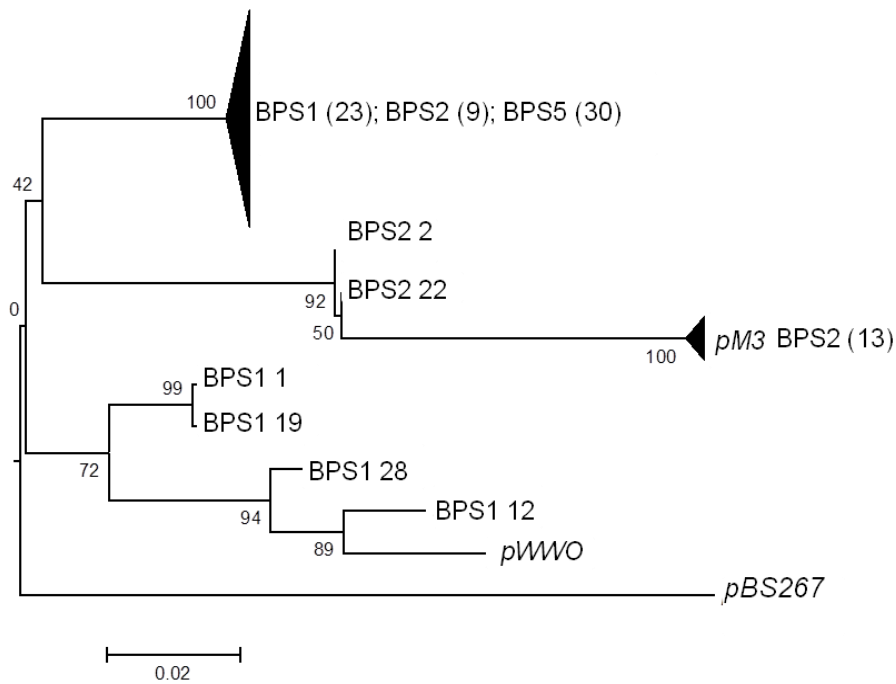 100
BPS1 (23); BPS2 (9); BPS5 (30)
42
BPS2 2
BPS2 22
92
0
50
pM3 BPS2 (13)
100
BPS1 1
99
BPS1 19
72
BPS1 28
94
BPS1 12
89
pWWO
pBS267
0.02